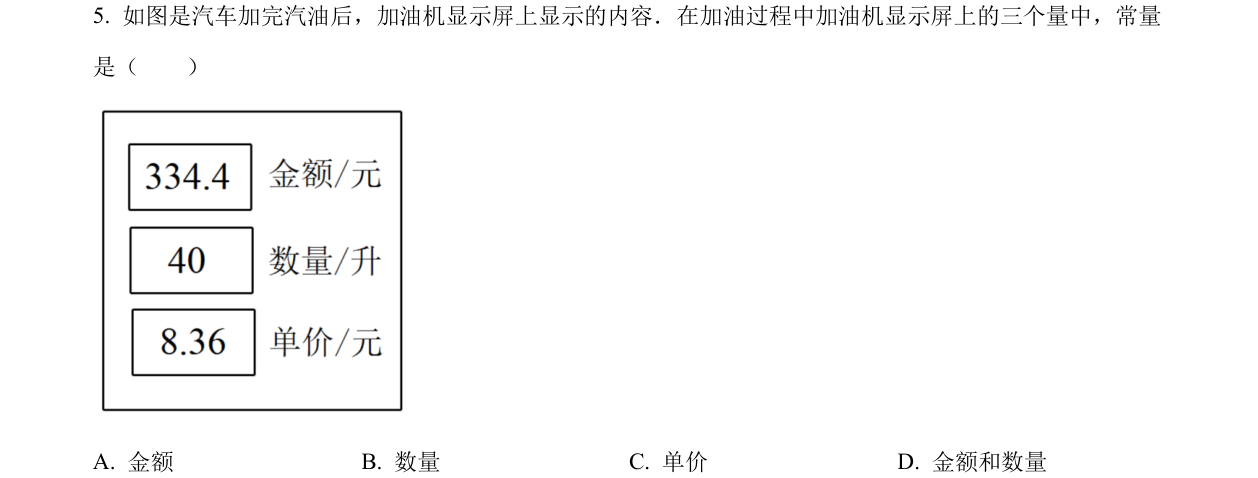 5. 如图是汽车加完汽油后，加油机显示屏上显示的内容．在加油过程中加油机显示屏上的三个量中，常量
是（　　）
334.4 金额/元
40 数量/升
8.36 单价/元
A. 金额 B. 数量 C. 单价 D. 金额和数量